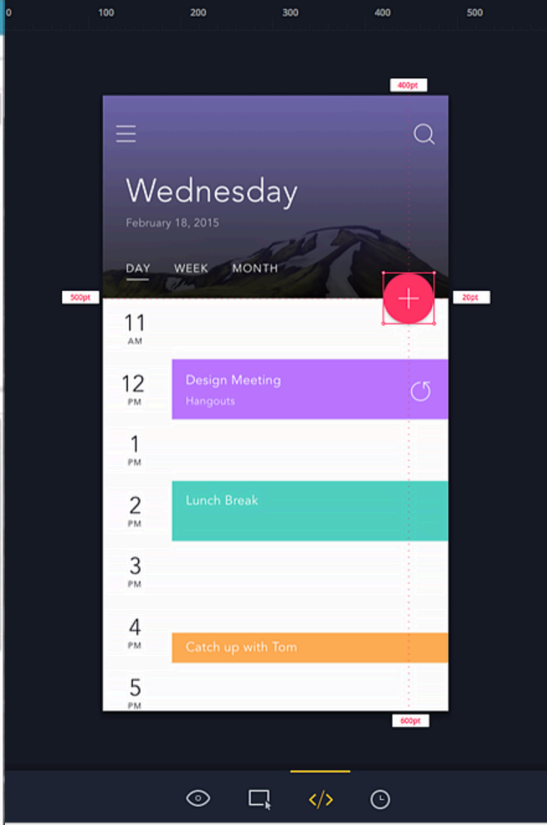 0 100 200 300 400 500
400pt
Wednesday
February 18, 2015
DAY WEEK MONTH
500pt
20pt
11
AM
12
PM
Design Meeting
Hangouts
1
PM
2
PM
Lunch Break
3
PM
4
PM
Catch up with Tom
5
PM
600pt